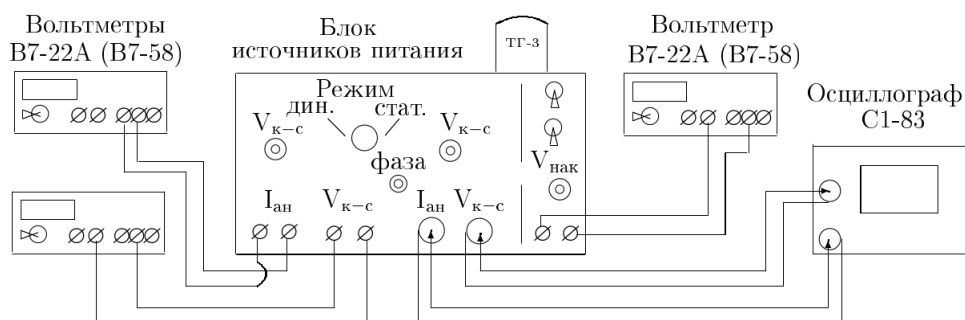 Вольтметры
В7-22А (В7-58)
Блок
источников питания
ТГ-3
Вольтметр
В7-22А (В7-58)
Осциллограф
С1-83
Режим
дин.
стат.
Vк−с
Vк−с
фаза
Vнак
Iан
Vк−с
Iан
Vк−с